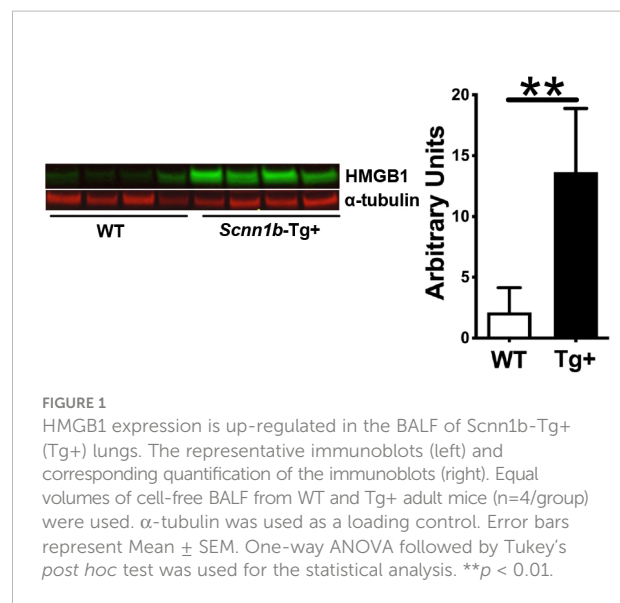 HMGB1
α-tubulin
WT
Scnn1b-Tg+
**
Arbitrary Units
20
15
10
5
0
WT
Tg+
FIGURE 1
HMGB1 expression is up-regulated in the BALF of Scnn1b-Tg+
(Tg+) lungs. The representative immunoblots (left) and
corresponding quantification of the immunoblots (right). Equal
volumes of cell-free BALF from WT and Tg+ adult mice (n=4/group)
were used. α-tubulin was used as a loading control. Error bars
represent Mean ± SEM. One-way ANOVA followed by Tukey's
post hoc test was used for the statistical analysis. **p < 0.01.